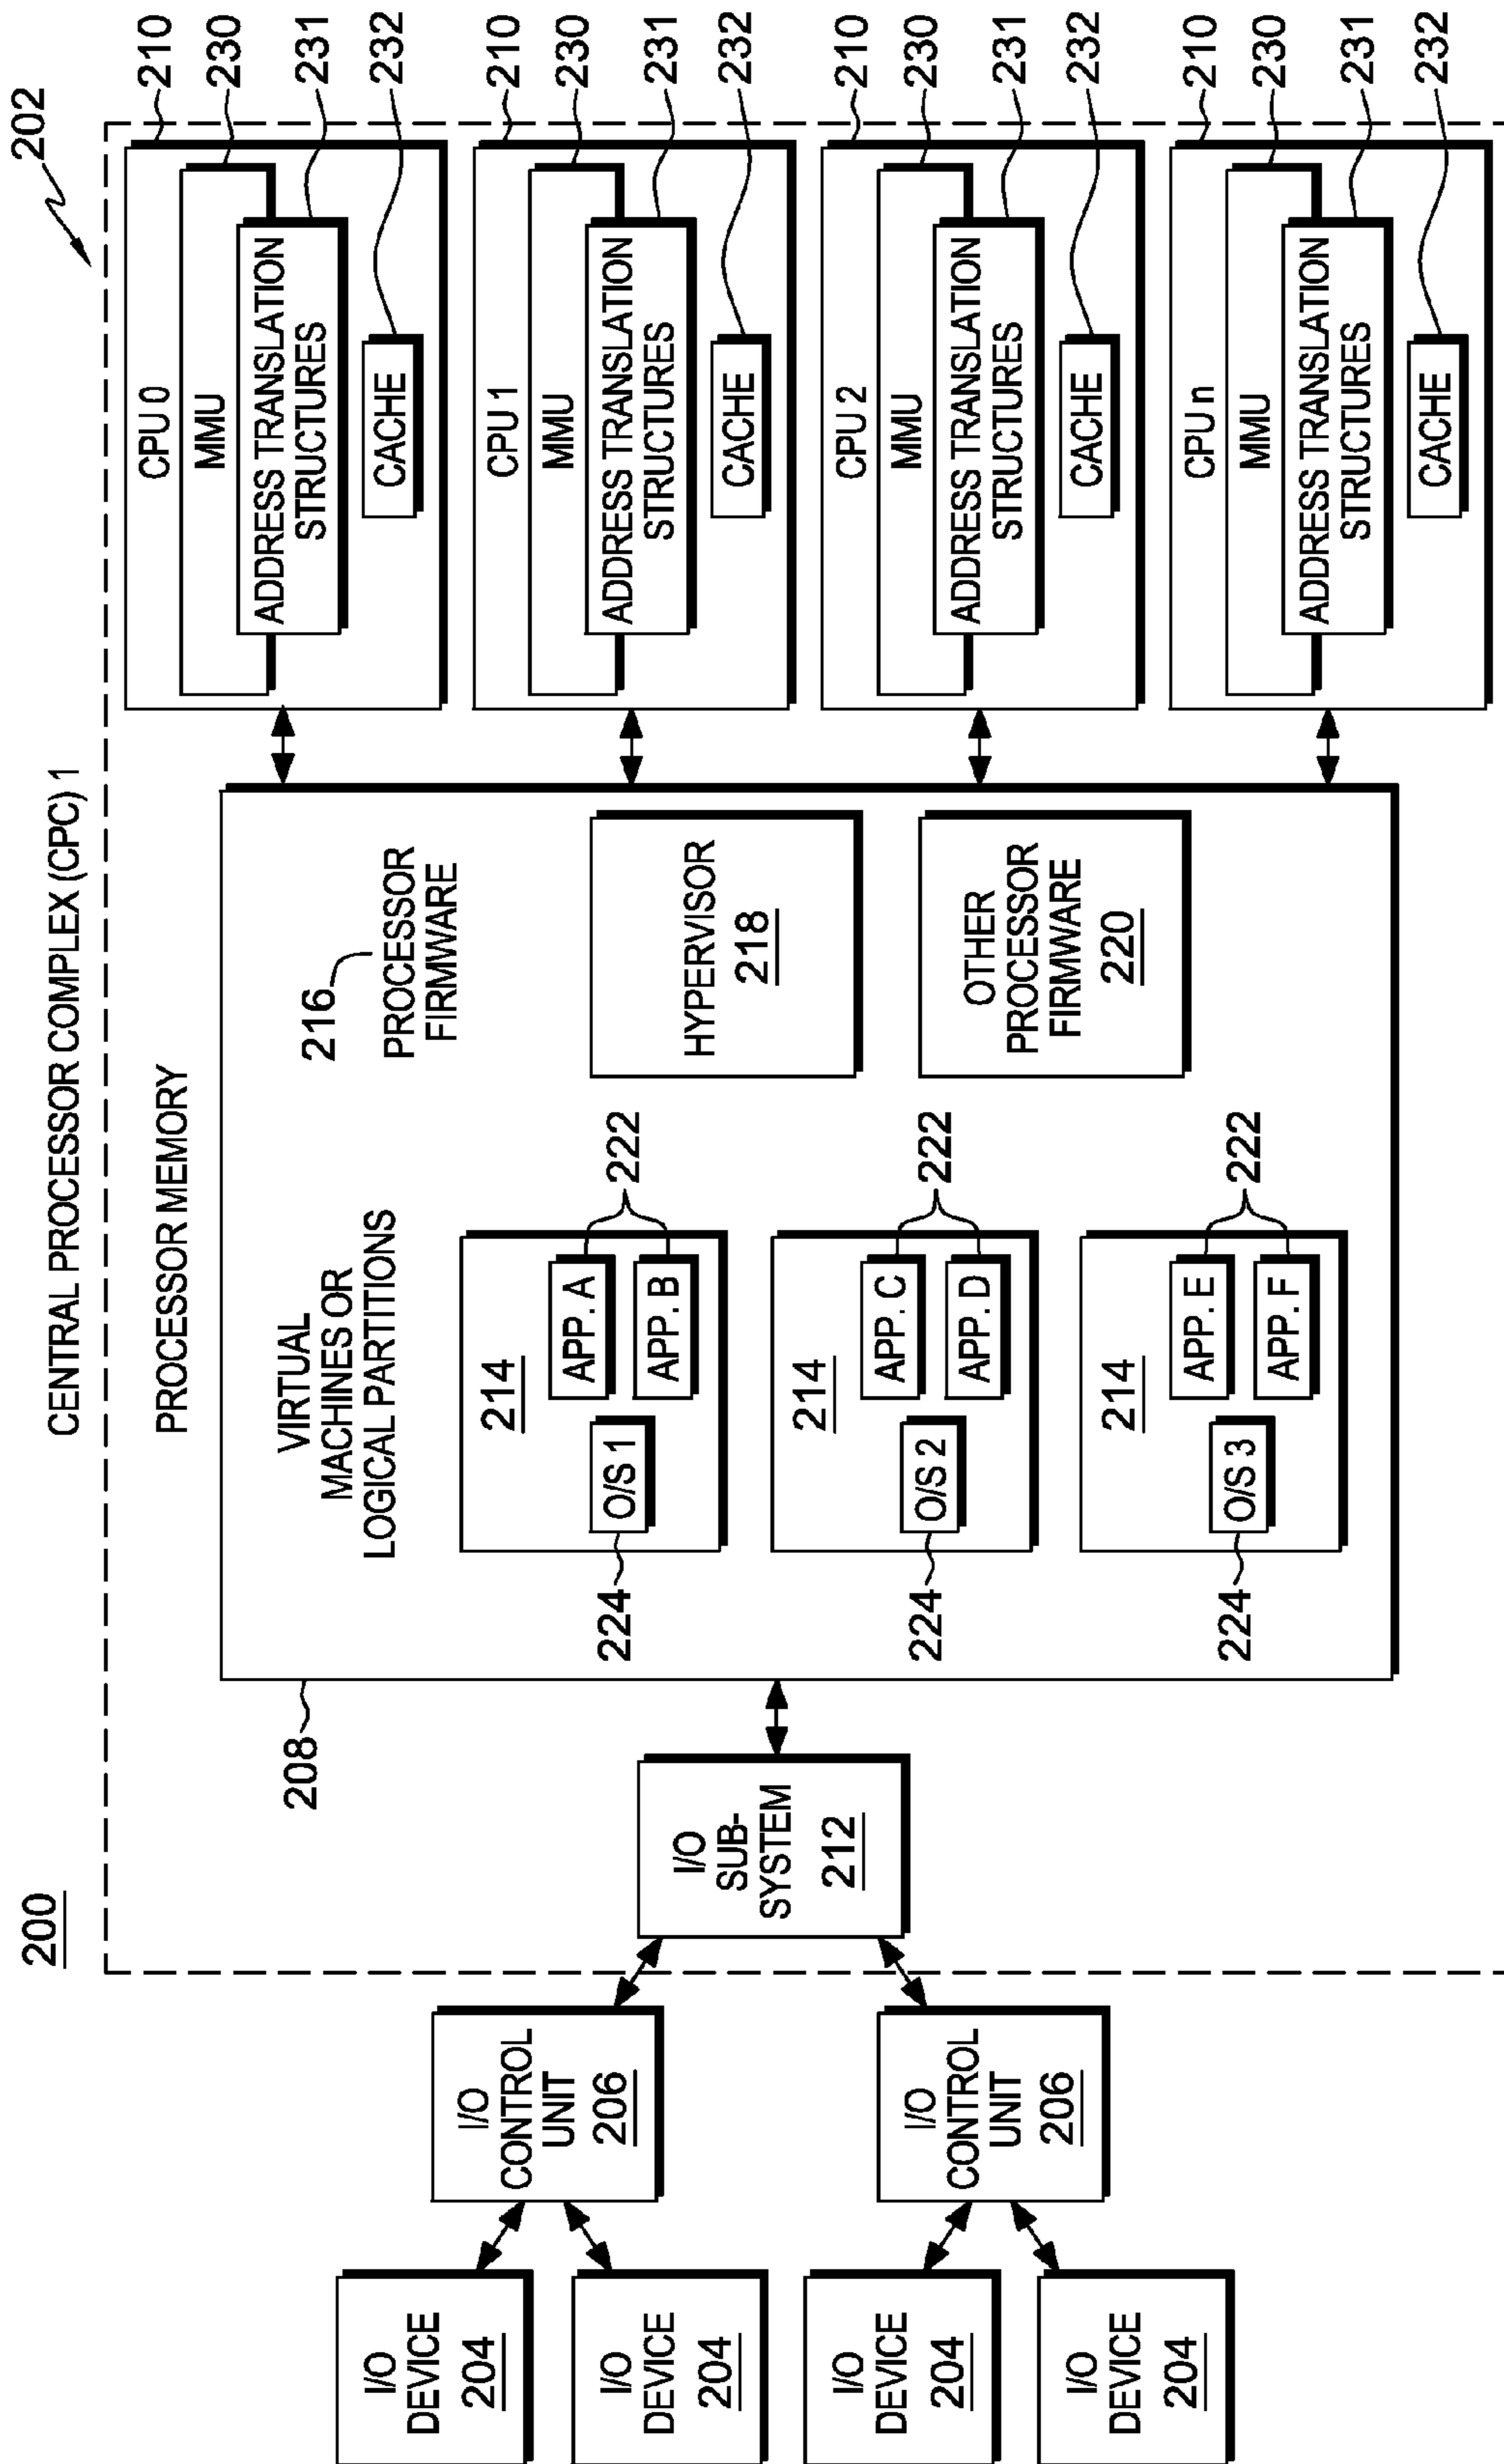 200
202
CENTRAL PROCESSOR COMPLEX (CPC) 1
PROCESSOR MEMORY
208
VIRTUAL
MACHINES OR
LOGICAL PARTITIONS
216
PROCESSOR
FIRMWARE
214
O/S 1
224
APP. A
APP. B
222
214
O/S 2
224
APP. C
APP. D
222
214
O/S 3
224
APP. E
APP. F
222
HYPERVISOR
218
OTHER
PROCESSOR
FIRMWARE
220
CPU 0
MMU
ADDRESS TRANSLATION
STRUCTURES
CACHE
210
230
231
232
CPU 1
MMU
ADDRESS TRANSLATION
STRUCTURES
CACHE
210
230
231
232
CPU 2
MMU
ADDRESS TRANSLATION
STRUCTURES
CACHE
210
230
231
232
CPU n
MMU
ADDRESS TRANSLATION
STRUCTURES
CACHE
210
230
231
232
I/O
SUB-
SYSTEM
212
I/O
CONTROL
UNIT
206
I/O
CONTROL
UNIT
206
I/O
DEVICE
204
I/O
DEVICE
204
I/O
DEVICE
204
I/O
DEVICE
204